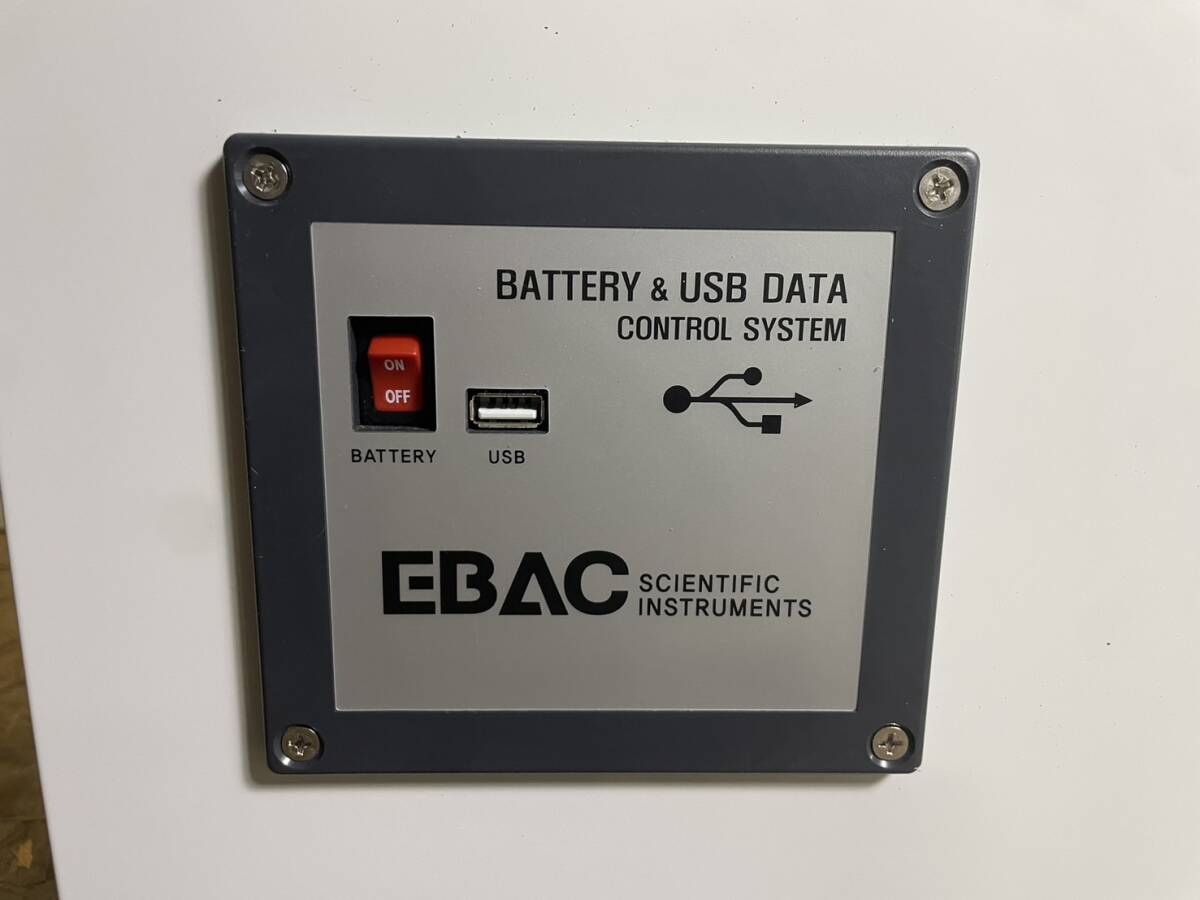 BATTERY & USB DATA
CONTROL SYSTEM
ON
OFF
BATTERY
USB
EBAC SCIENTIFIC
INSTRUMENTS